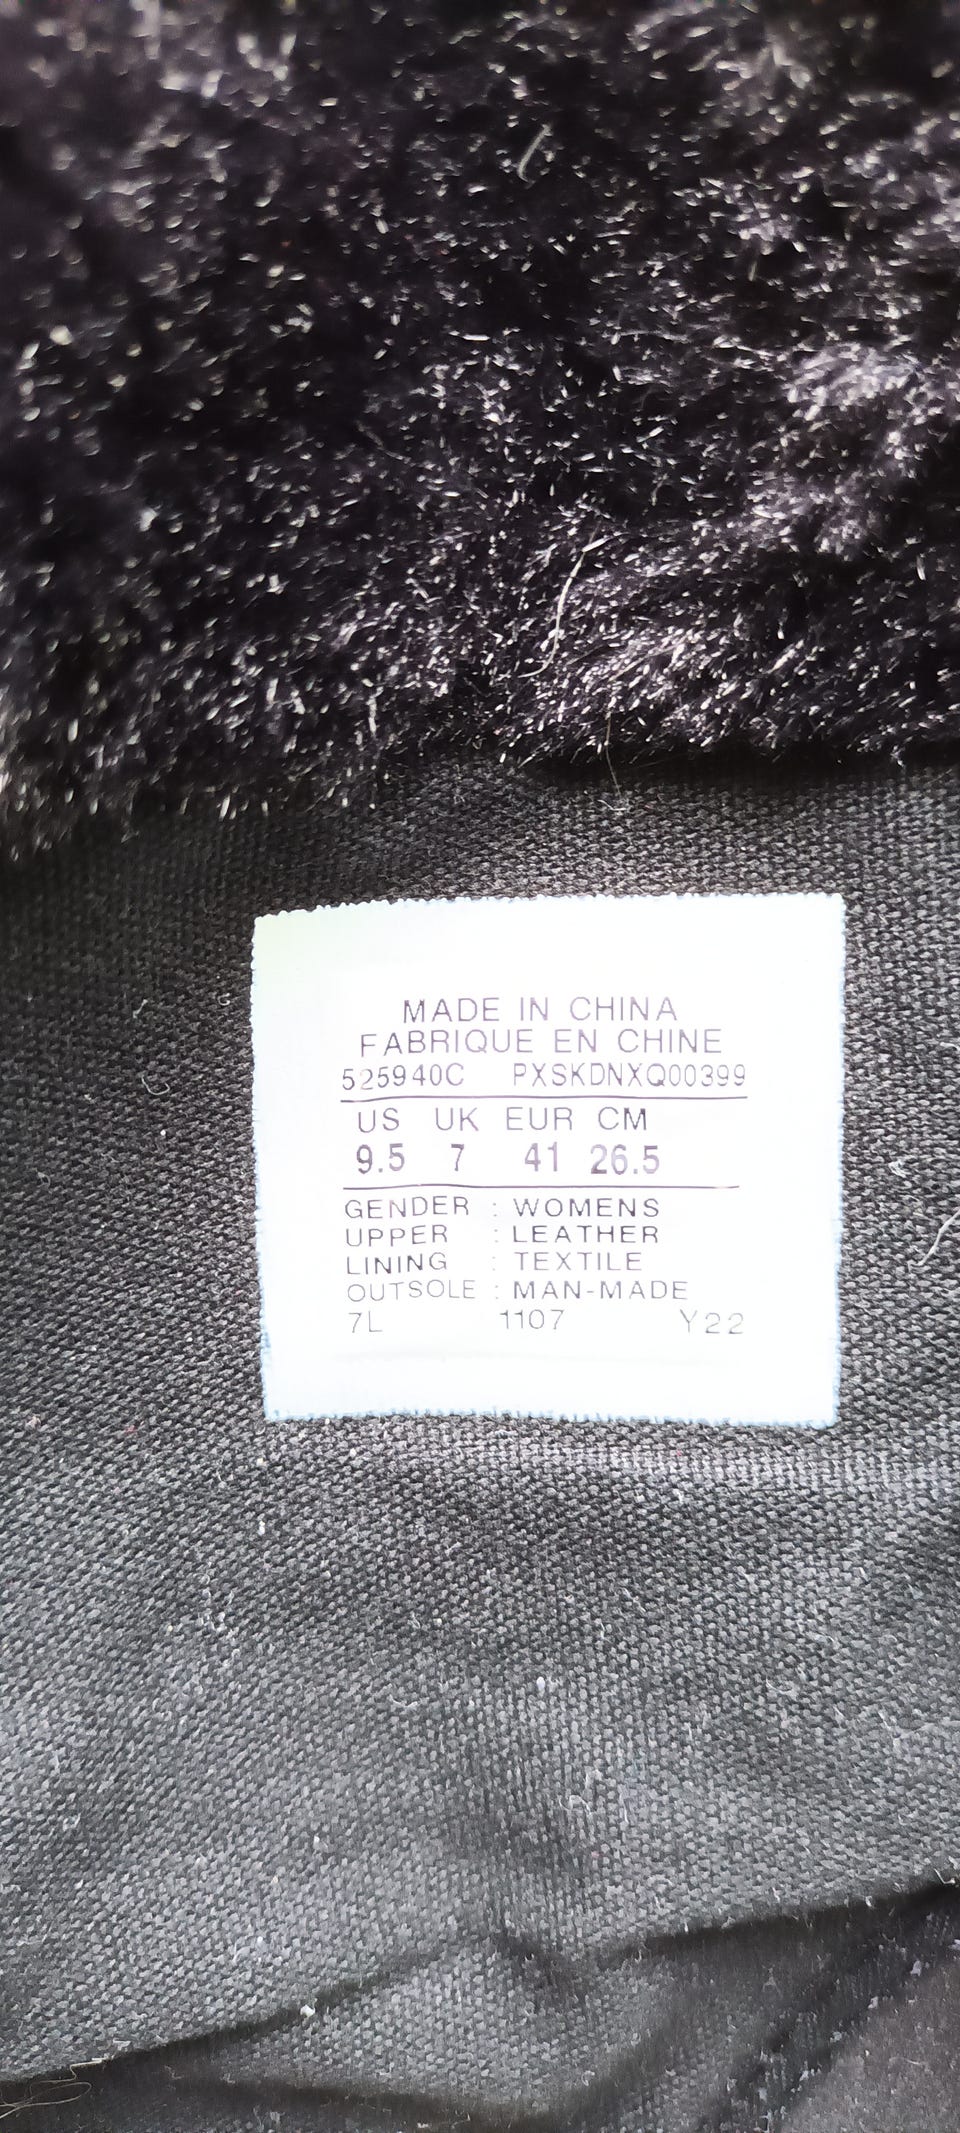 MADE IN CHINA
FABRIQUE EN CHINE
525940C PXSKDNXQ00399
US UK EUR CM
9.5 7 41 26.5
GENDER : WOMENS
UPPER : LEATHER
LINING : TEXTILE
OUTSOLE : MAN-MADE
7L 1107 Y22